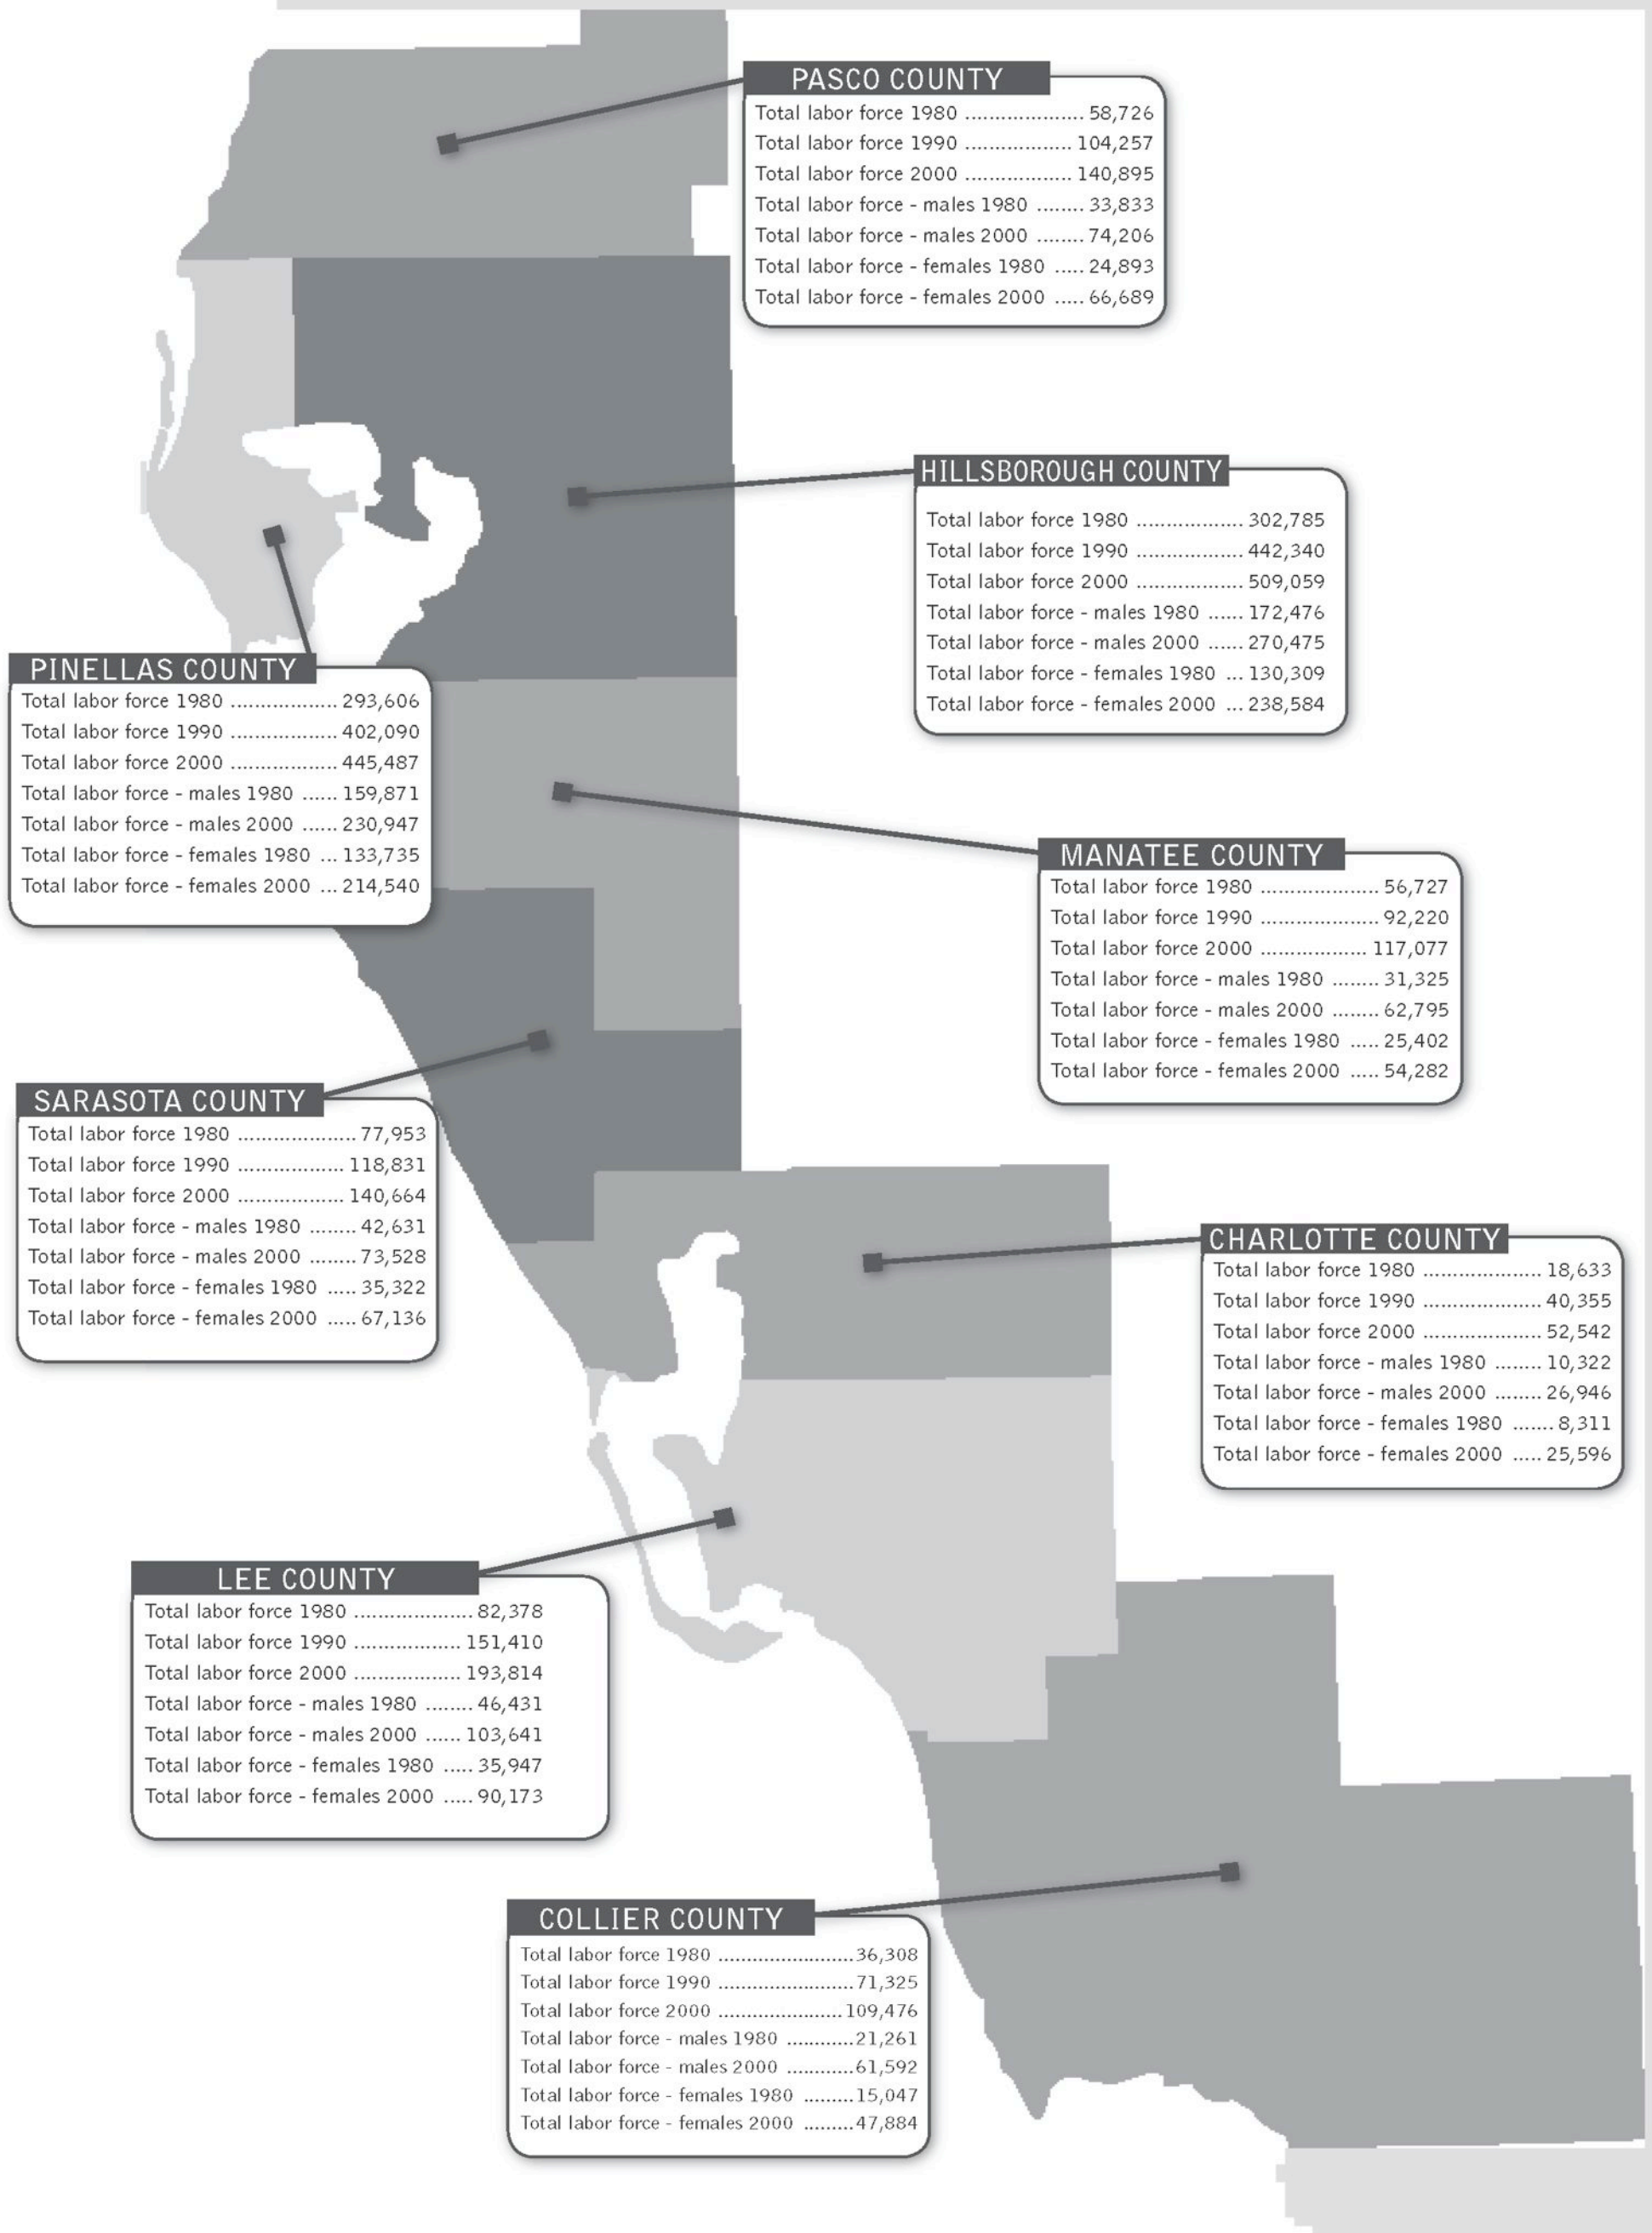 PASCO COUNTY
Total labor force 1980 .................... 58,726
Total labor force 1990 .................. 104,257
Total labor force 2000 .................. 140,895
Total labor force - males 1980 ........ 33,833
Total labor force - males 2000 ........ 74,206
Total labor force - females 1980 ..... 24,893
Total labor force - females 2000 ..... 66,689
HILLSBOROUGH COUNTY
Total labor force 1980 .................. 302,785
Total labor force 1990 .................. 442,340
Total labor force 2000 .................. 509,059
Total labor force - males 1980 ...... 172,476
Total labor force - males 2000 ...... 270,475
Total labor force - females 1980 ... 130,309
Total labor force - females 2000 ... 238,584
PINELLAS COUNTY
Total labor force 1980 .................. 293,606
Total labor force 1990 .................. 402,090
Total labor force 2000 .................. 445,487
Total labor force - males 1980 ...... 159,871
Total labor force - males 2000 ...... 230,947
Total labor force - females 1980 ... 133,735
Total labor force - females 2000 ... 214,540
MANATEE COUNTY
Total labor force 1980 .................... 56,727
Total labor force 1990 .................... 92,220
Total labor force 2000 .................. 117,077
Total labor force - males 1980 ........ 31,325
Total labor force - males 2000 ........ 62,795
Total labor force - females 1980 ..... 25,402
Total labor force - females 2000 ..... 54,282
SARASOTA COUNTY
Total labor force 1980 .................... 77,953
Total labor force 1990 .................. 118,831
Total labor force 2000 .................. 140,664
Total labor force - males 1980 ........ 42,631
Total labor force - males 2000 ........ 73,528
Total labor force - females 1980 ..... 35,322
Total labor force - females 2000 ..... 67,136
CHARLOTTE COUNTY
Total labor force 1980 .................... 18,633
Total labor force 1990 .................... 40,355
Total labor force 2000 .................... 52,542
Total labor force - males 1980 ........ 10,322
Total labor force - males 2000 ........ 26,946
Total labor force - females 1980 ....... 8,311
Total labor force - females 2000 ..... 25,596
LEE COUNTY
Total labor force 1980 .................... 82,378
Total labor force 1990 .................. 151,410
Total labor force 2000 .................. 193,814
Total labor force - males 1980 ........ 46,431
Total labor force - males 2000 ...... 103,641
Total labor force - females 1980 ..... 35,947
Total labor force - females 2000 ..... 90,173
COLLIER COUNTY
Total labor force 1980 ........................36,308
Total labor force 1990 ........................71,325
Total labor force 2000 ......................109,476
Total labor force - males 1980 ............21,261
Total labor force - males 2000 ............61,592
Total labor force - females 1980 .........15,047
Total labor force - females 2000 .........47,884